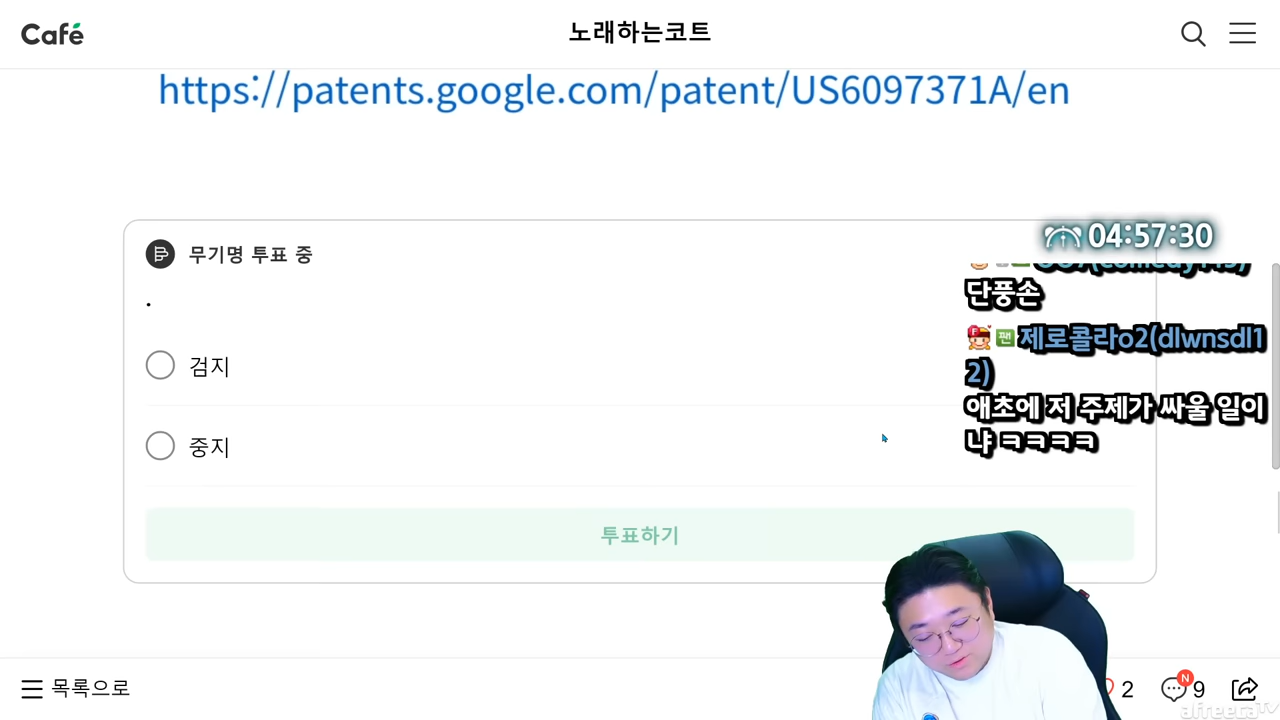 Café
노래하는코트
https://patents.google.com/patent/US6097371A/en
무기명 투표 중
04:57:30
.
단풍손
검지
팬 제로콜라o2(dlwnsdl1
2)
애초에 저 주제가 싸울 일이
냐 ㅋㅋㅋㅋ
중지
투표하기
목록으로
2
N
9
afreecaTV